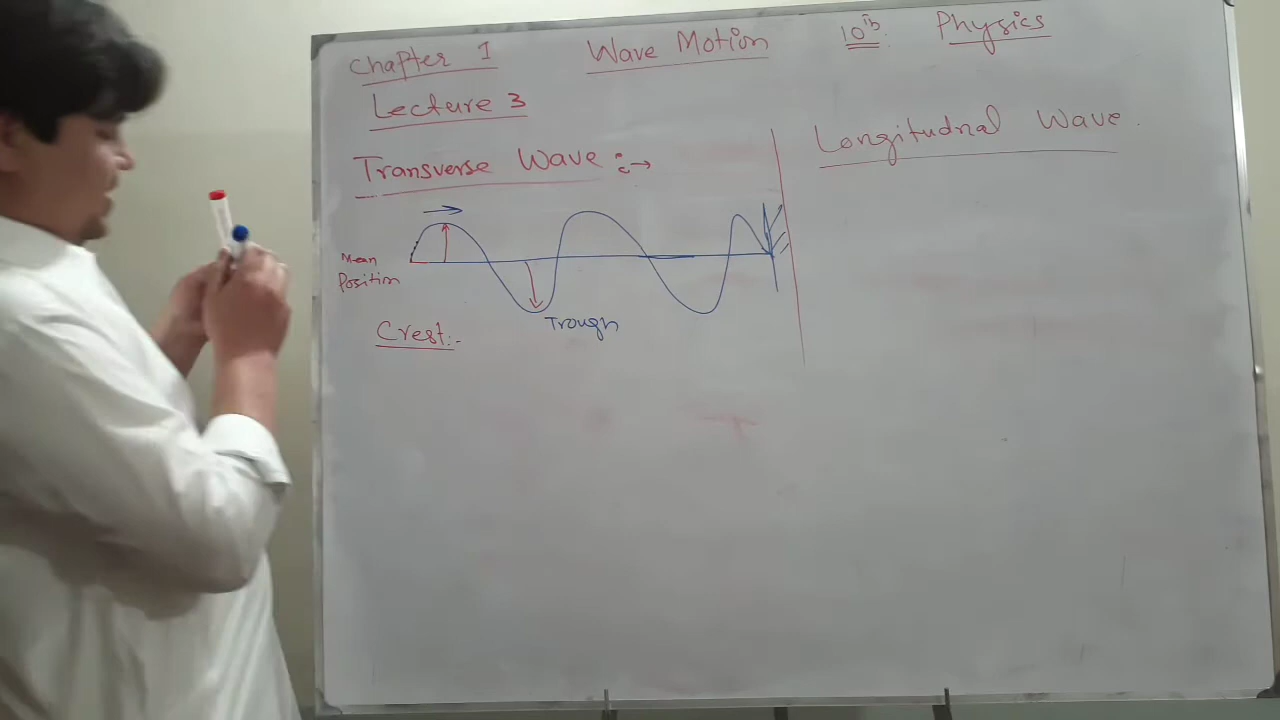 Chapter 1 Wave Motion 10th Physics
Lecture 3
Transverse Wave :→
Longitudnal Wave.
Mean
Position
Trough
Crest:-